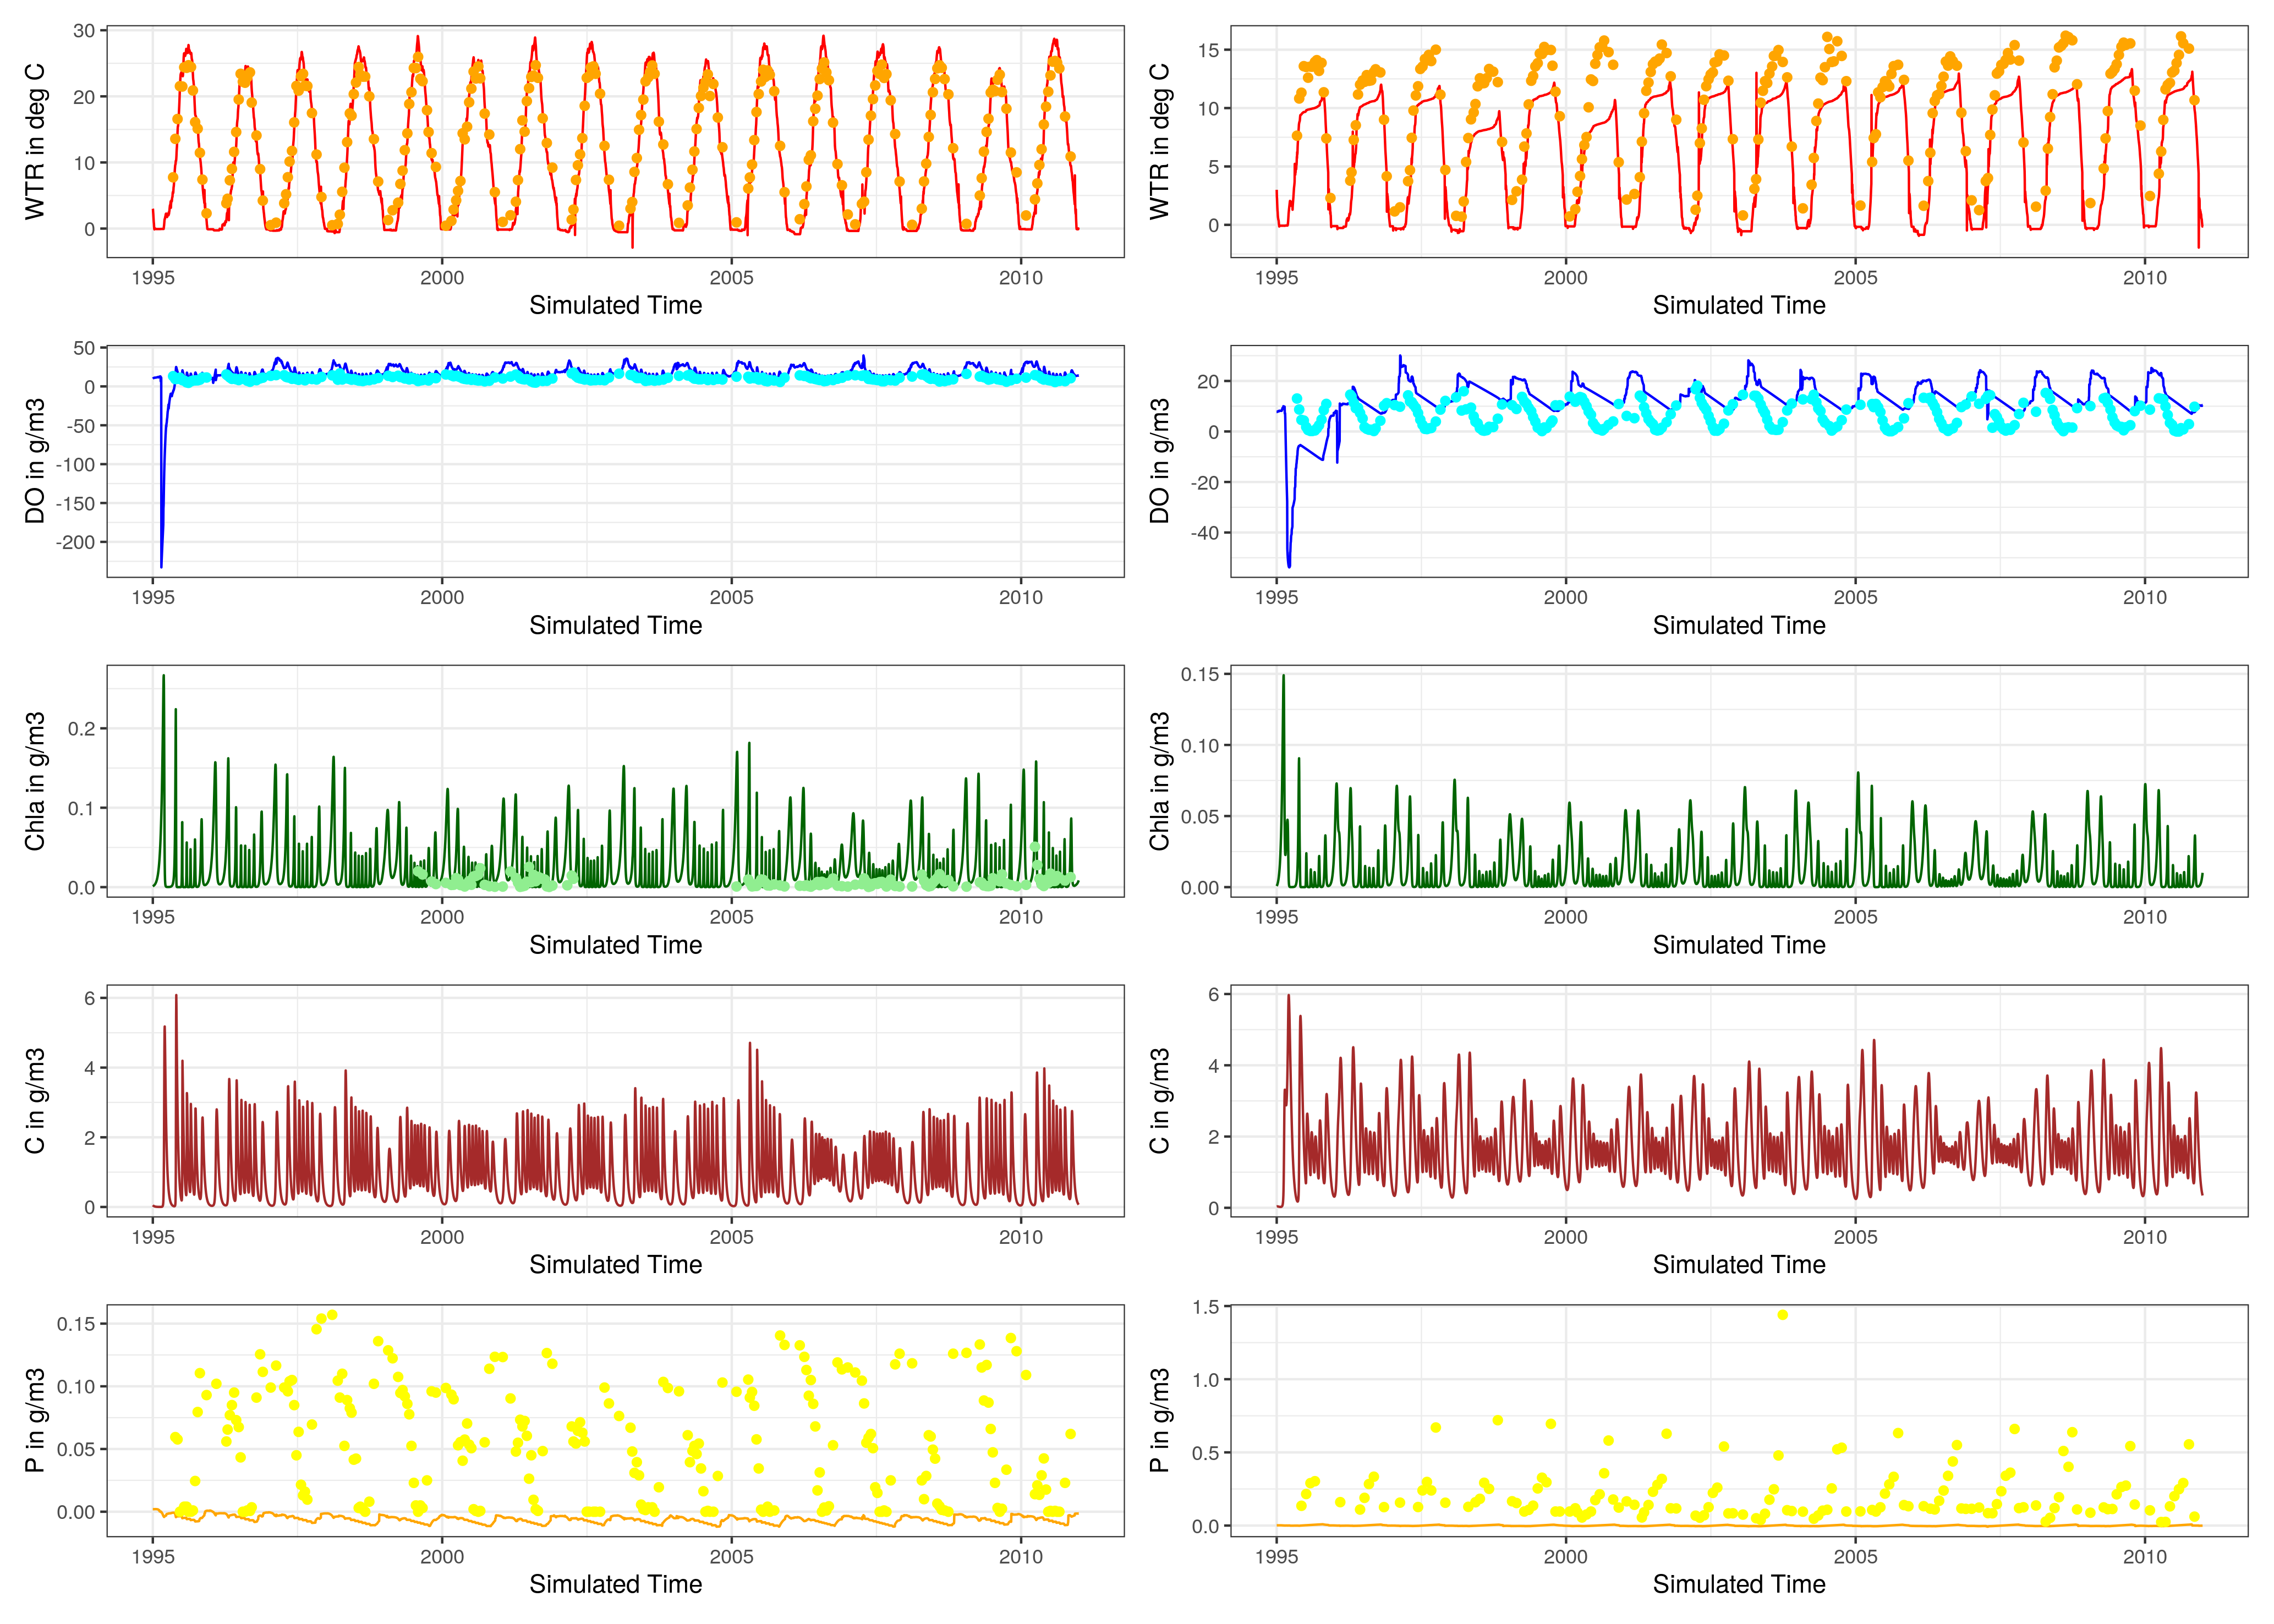 WTR in deg C
30
20
10
0
1995 2000 2005 2010
Simulated Time
WTR in deg C
15
10
5
0
1995 2000 2005 2010
Simulated Time
DO in g/m3
50
0
-50
-100
-150
-200
1995 2000 2005 2010
Simulated Time
DO in g/m3
20
0
-20
-40
1995 2000 2005 2010
Simulated Time
Chla in g/m3
0.2
0.1
0.0
1995 2000 2005 2010
Simulated Time
Chla in g/m3
0.15
0.10
0.05
0.00
1995 2000 2005 2010
Simulated Time
C in g/m3
6
4
2
0
1995 2000 2005 2010
Simulated Time
C in g/m3
6
4
2
0
1995 2000 2005 2010
Simulated Time
P in g/m3
0.15
0.10
0.05
0.00
1995 2000 2005 2010
Simulated Time
P in g/m3
1.5
1.0
0.5
0.0
1995 2000 2005 2010
Simulated Time